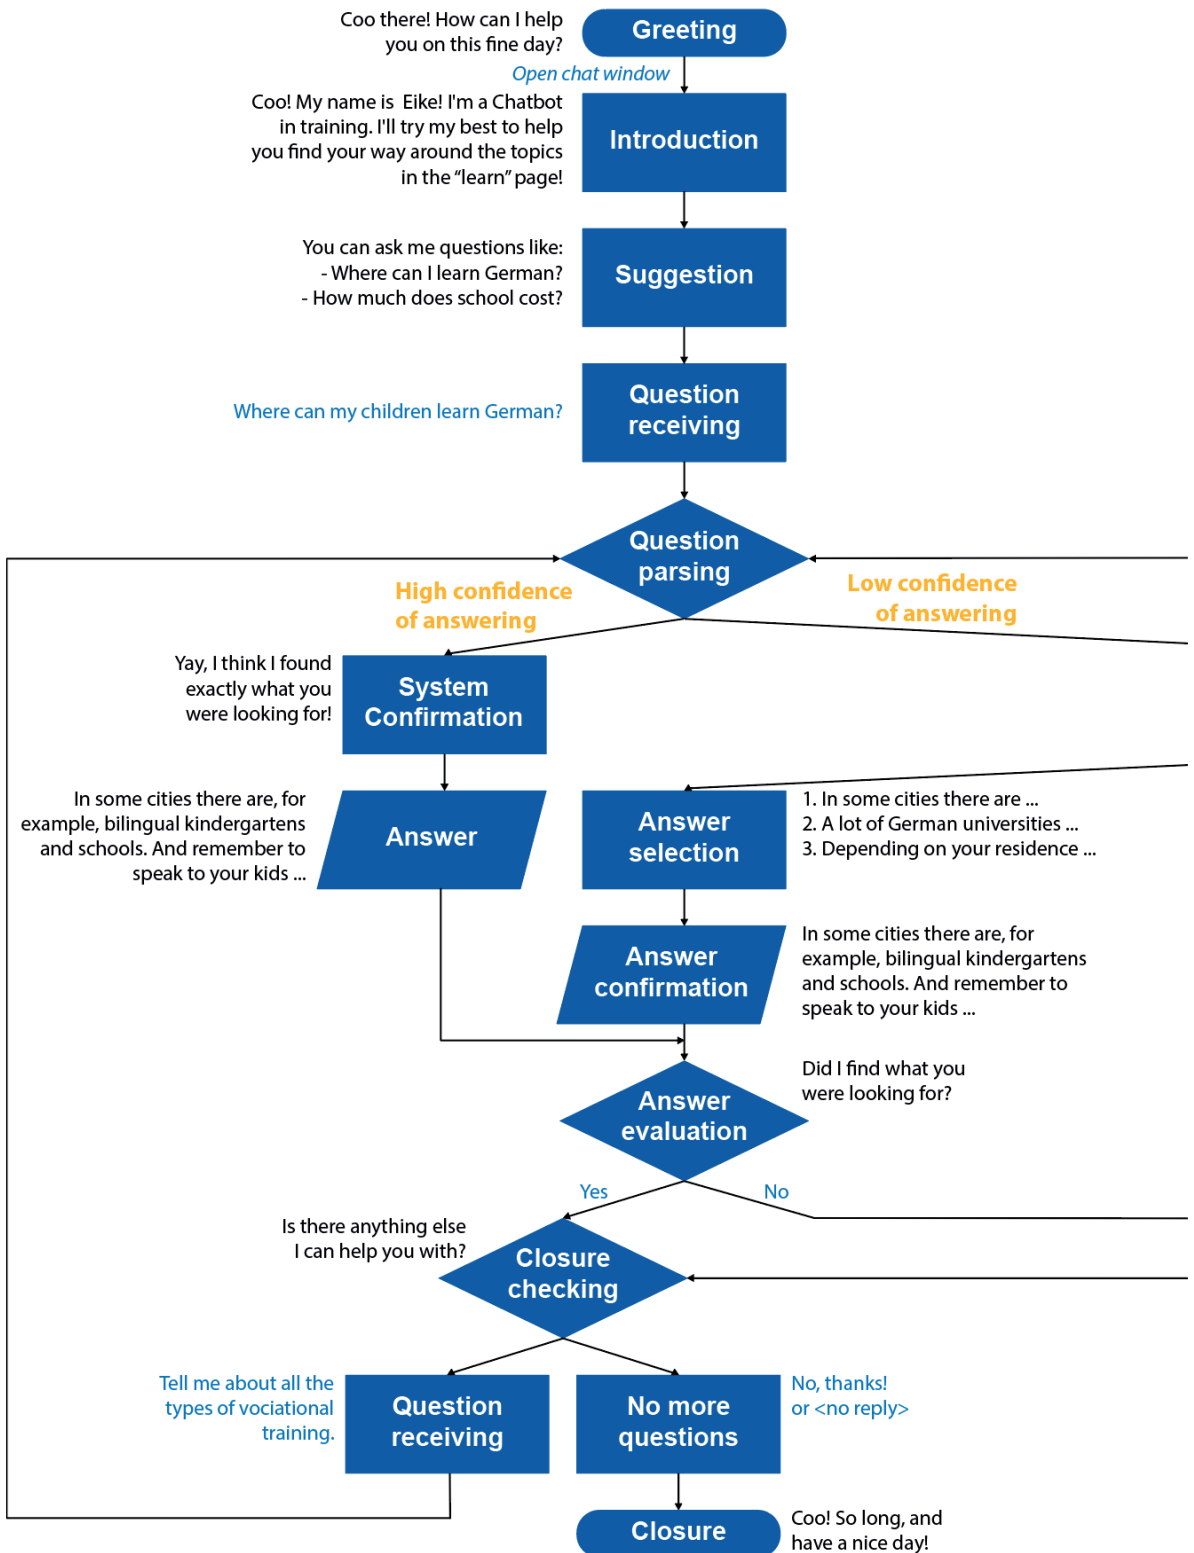 Coo there! How can I help
you on this fine day?
Greeting
Open chat window
Coo! My name is  Eike! I'm a Chatbot
in training. I'll try my best to help
you find your way around the topics
in the “learn” page!
Introduction
You can ask me questions like:
- Where can I learn German?
- How much does school cost?
Suggestion
Where can my children learn German?
Question
receiving
Question
parsing
High confidence
of answering
Low confidence
of answering
Yay, I think I found
exactly what you
were looking for!
System
Confirmation
In some cities there are, for
example, bilingual kindergartens
and schools. And remember to
speak to your kids ...
Answer
Answer
selection
1. In some cities there are ...
2. A lot of German universities ...
3. Depending on your residence ...
Answer
confirmation
In some cities there are, for
example, bilingual kindergartens
and schools. And remember to
speak to your kids ...
Did I find what you
were looking for?
Answer
evaluation
Yes
No
Is there anything else
I can help you with?
Closure
checking
Tell me about all the
types of vociational
training.
Question
receiving
No more
questions
No, thanks!
or <no reply>
Closure
Coo! So long, and
have a nice day!